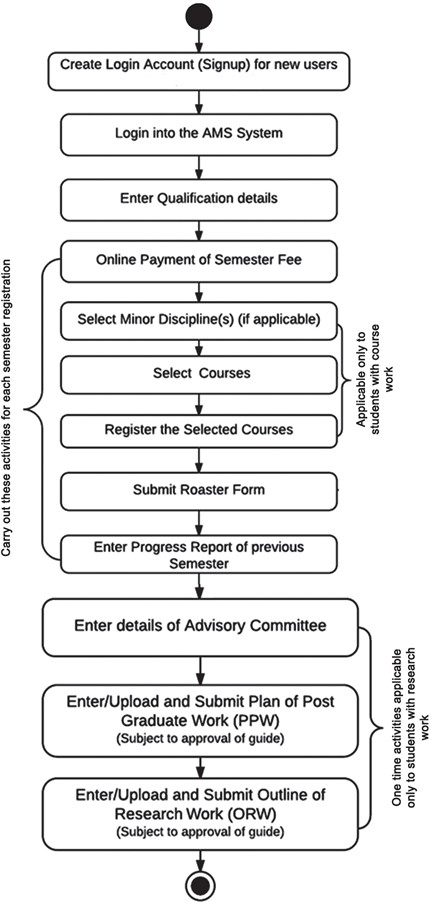 Create Login Account (Signup) for new users
Login into the AMS System
Enter Qualification details
Online Payment of Semester Fee
Select Minor Discipline(s) (if applicable)
Select Courses
Register the Selected Courses
Submit Roaster Form
Enter Progress Report of previous
Semester
Carry out these activities for each semester registration
Applicable only to
students with course
work
Enter details of Advisory Committee
Enter/Upload and Submit Plan of Post
Graduate Work (PPW)
(Subject to approval of guide)
Enter/Upload and Submit Outline of
Research Work (ORW)
(Subject to approval of guide)
One time activities applicable
only to students with research
work